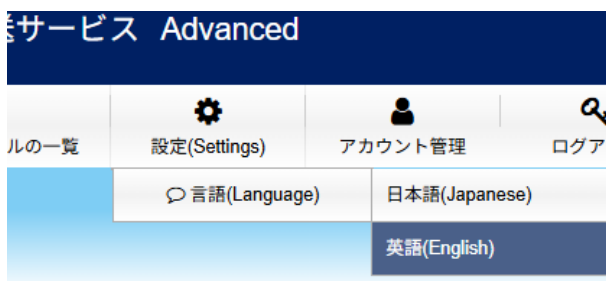 サービス Advanced
ルの一覧
設定(Settings)
アカウント管理
ログア
言語(Language)
日本語(Japanese)
英語(English)